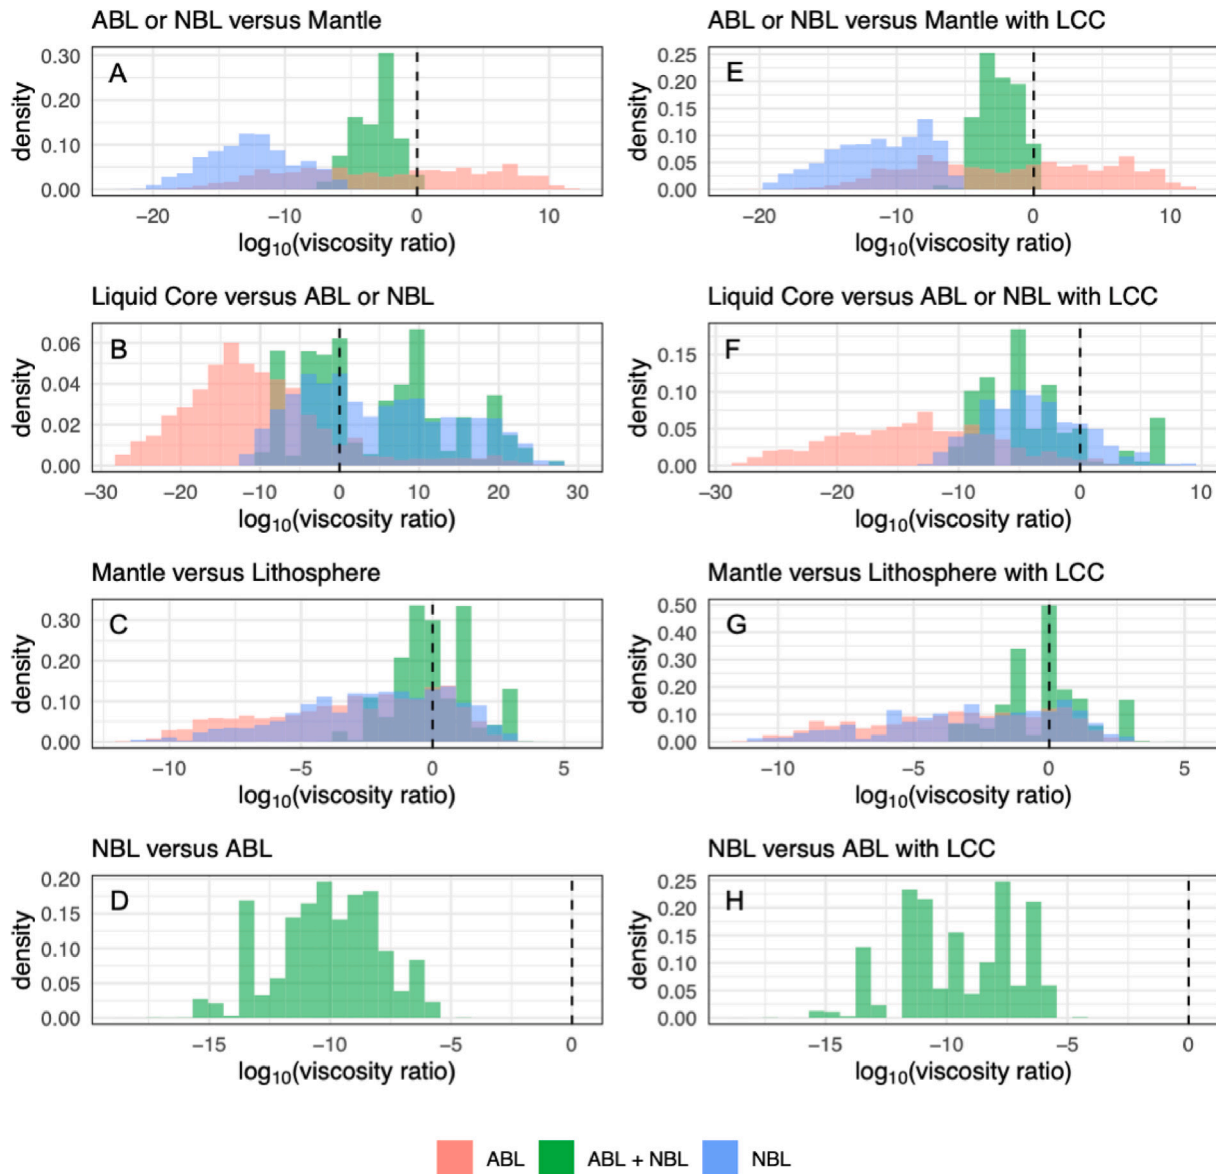 ABL or NBL versus Mantle
density
0.30
0.20
0.10
0.00
A
−20 −10 0 10
log10(viscosity ratio)
ABL or NBL versus Mantle with LCC
density
0.25
0.20
0.15
0.10
0.05
0.00
E
−20 −10 0 10
log10(viscosity ratio)
Liquid Core versus ABL or NBL
density
0.06
0.04
0.02
0.00
B
−30 −20 −10 0 10 20 30
log10(viscosity ratio)
Liquid Core versus ABL or NBL with LCC
density
0.15
0.10
0.05
0.00
F
−30 −20 −10 0 10
log10(viscosity ratio)
Mantle versus Lithosphere
density
0.30
0.20
0.10
0.00
C
−10 −5 0 5
log10(viscosity ratio)
Mantle versus Lithosphere with LCC
density
0.50
0.40
0.30
0.20
0.10
0.00
G
−10 −5 0 5
log10(viscosity ratio)
NBL versus ABL
density
0.20
0.15
0.10
0.05
0.00
D
−15 −10 −5 0
log10(viscosity ratio)
NBL versus ABL with LCC
density
0.25
0.20
0.15
0.10
0.05
0.00
H
−15 −10 −5 0
log10(viscosity ratio)
ABL ABL + NBL NBL